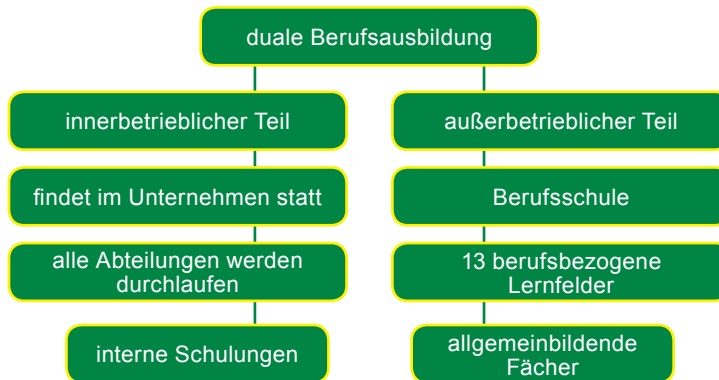 duale Berufsausbildung
innerbetrieblicher Teil
außerbetrieblicher Teil
findet im Unternehmen statt
Berufsschule
alle Abteilungen werden
durchlaufen
13 berufsbezogene
Lernfelder
interne Schulungen
allgemeinbildende
Fächer